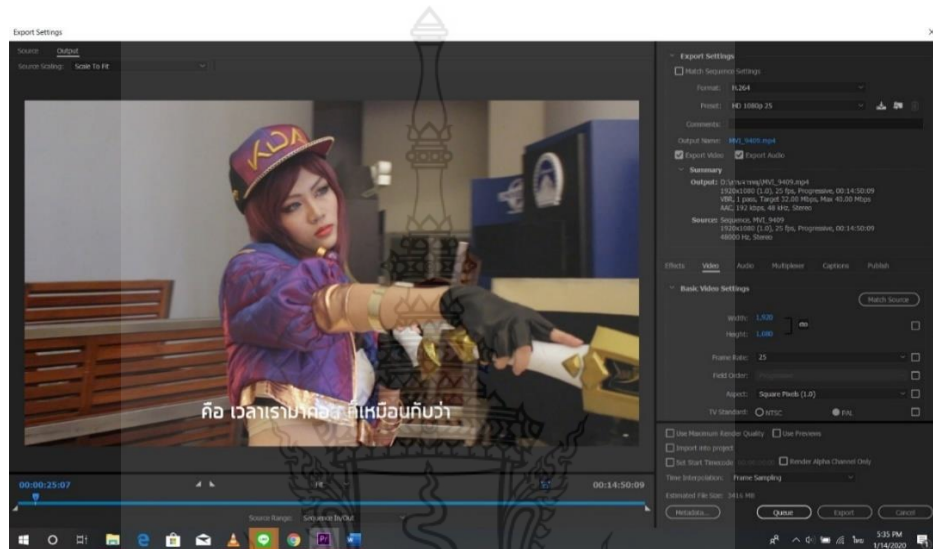 Export Settings
Source Output
Source Scaling: Scale To Fit
KDA
คือ เวลาเรามาคอย ก็เหมือนกับว่า
00:00:25:07
Fit
00:14:50:09
Source Range: Sequence In/Out
Export Settings
Match Sequence Settings
Format: H.264
Preset: HD 1080p 25
Comments:
Output Name: MVI_9409.mp4
Export Video Export Audio
Summary
Output:
1920x1080 (1.0), 25 fps, Progressive, 00:14:50:09
VBR, 1 pass, Target 32.00 Mbps, Max 40.00 Mbps
AAC, 192 kbps, 48 kHz, Stereo
Source: Sequence, MVI_9409
1920x1080 (1.0), 25 fps, Progressive, 00:14:50:09
48000 Hz, Stereo
Effects Video Audio Multiplexer Captions Publish
Basic Video Settings
Match Source
Width: 1,920
Height: 1,080
Frame Rate: 25
Field Order: Progressive
Aspect: Square Pixels (1.0)
TV Standard: NTSC PAL
Use Maximum Render Quality Use Previews
Import into project
Set Start Timecode Render Alpha Channel Only
Time Interpolation: Frame Sampling
Estimated File Size: 3416 MB
Metadata... Queue Export Cancel
ไทย
5:35 PM
1/14/2020